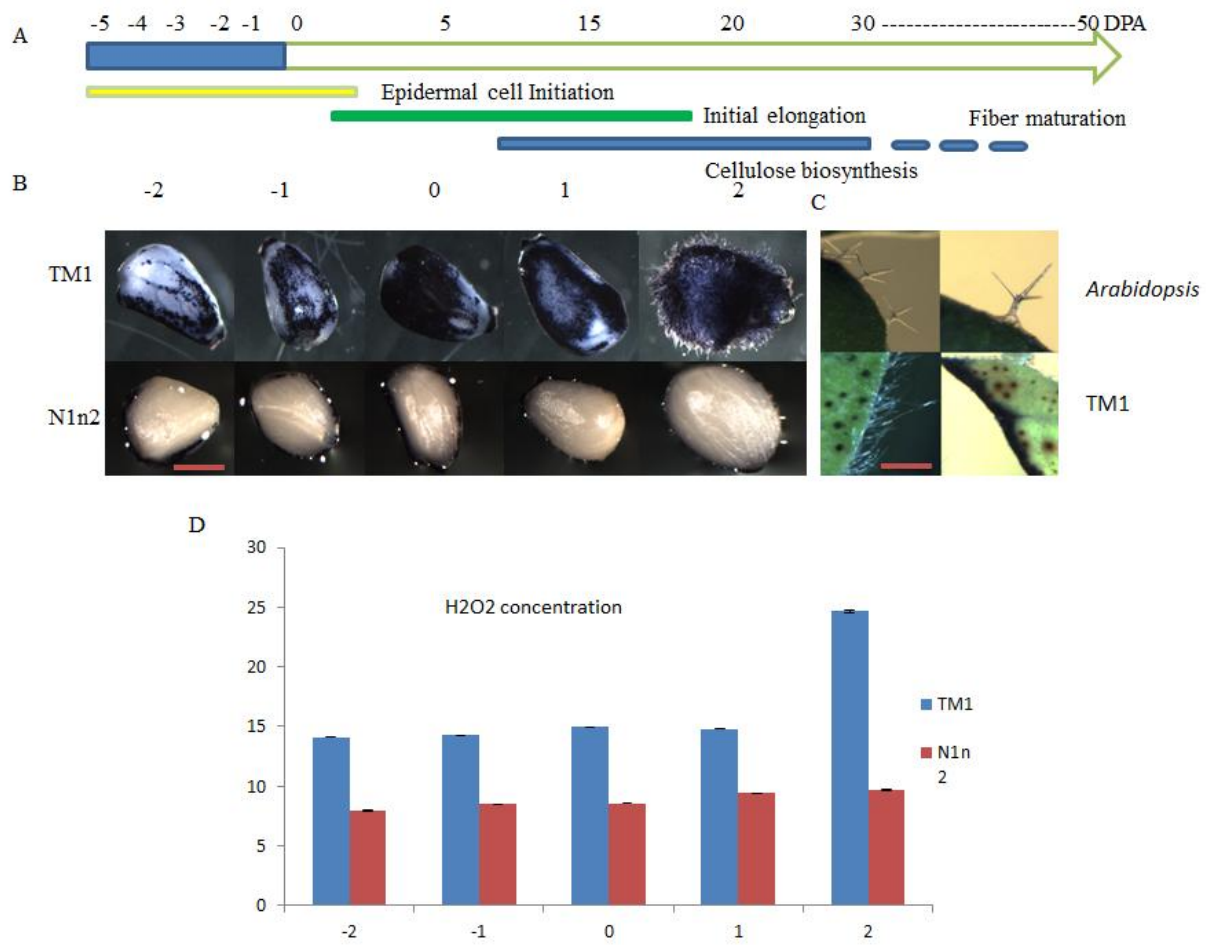 A
-5 -4 -3 -2 -1 0 5 15 20 30 ------------------------50 DPA
Epidermal cell Initiation
Initial elongation
Fiber maturation
Cellulose biosynthesis
B
-2 -1 0 1 2
C
TM1
N1n2
Arabidopsis
TM1
D
H2O2 concentration
30
25
20
15
10
5
0
-2 -1 0 1 2
TM1
N1n
2